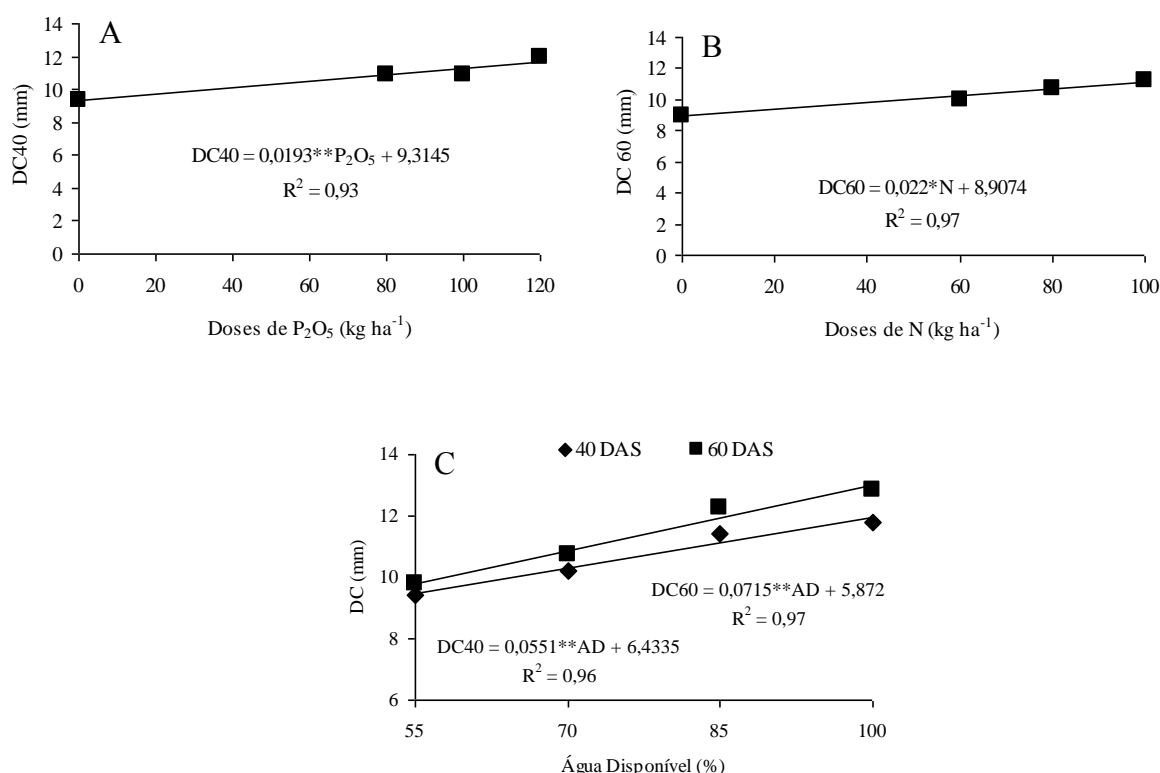 A
14
12
10
8
6
4
2
0
DC40 (mm)
DC40 = 0,0193**P₂O₅ + 9,3145
R² = 0,93
0 20 40 60 80 100 120
Doses de P₂O₅ (kg ha⁻¹)
B
14
12
10
8
6
4
2
0
DC 60 (mm)
DC60 = 0,022*N + 8,9074
R² = 0,97
0 20 40 60 80 100
Doses de N (kg ha⁻¹)
40 DAS 60 DAS
C
14
12
10
8
6
DC (mm)
DC60 = 0,0715**AD + 5,872
R² = 0,97
DC40 = 0,0551**AD + 6,4335
R² = 0,96
55 70 85 100
Água Disponível (%)